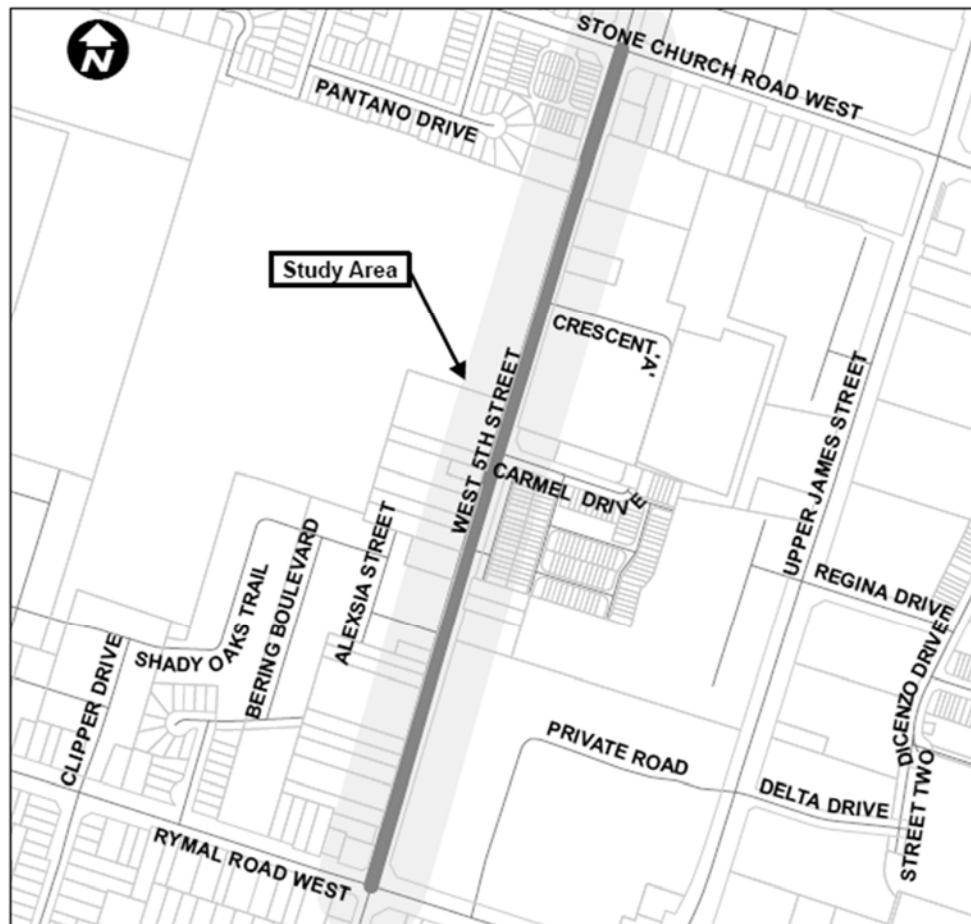 N
STONE CHURCH ROAD WEST
PANTANO DRIVE
Study Area
CRESCENT 'A'
WEST 5TH STREET
UPPER JAMES STREET
CARMEL DRIVE
ALEXSIA STREET
BERING BOULEVARD
SHADY OAKS TRAIL
CLIPPER DRIVE
REGINA DRIVE
DICENZO DRIVE
PRIVATE ROAD
DELTA DRIVE
STREET TWO
RYMAL ROAD WEST